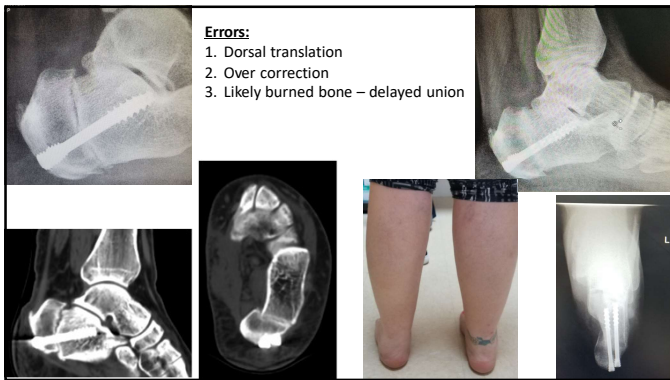 Errors:
1. Dorsal translation
2. Over correction
3. Likely burned bone – delayed union
L